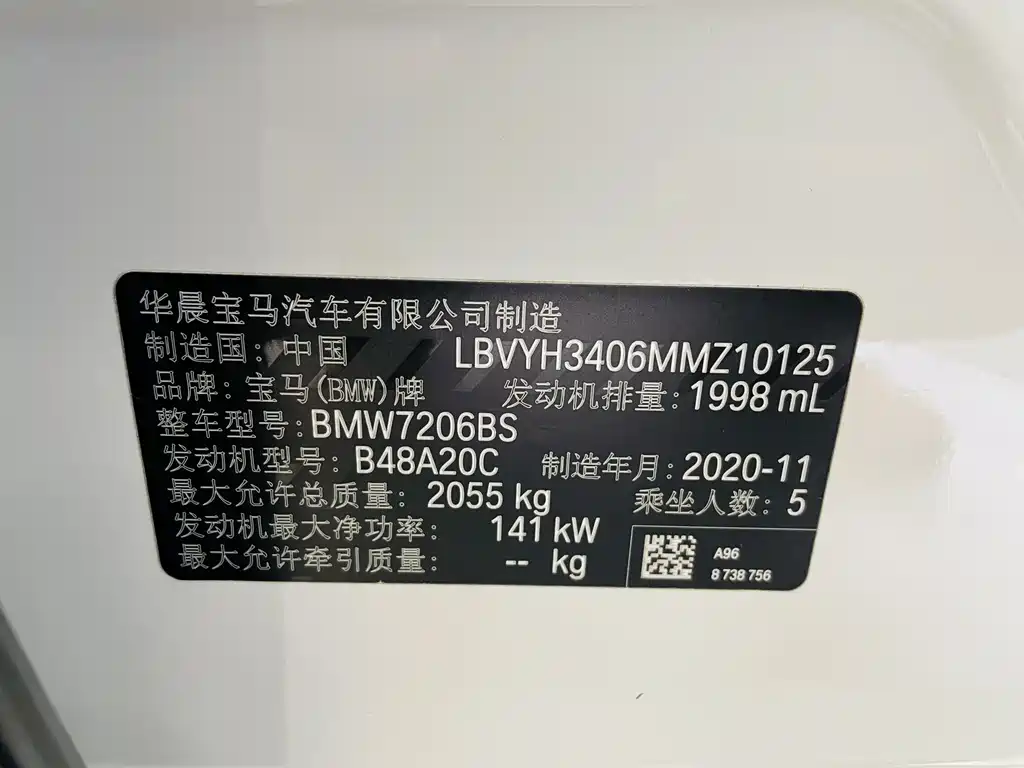 华晨宝马汽车有限公司制造
制造国：中国 LBVYH3406MMZ10125
品牌：宝马(BMW)牌 发动机排量：1998 mL
整车型号：BMW7206BS
发动机型号：B48A20C 制造年月：2020-11
最大允许总质量：2055 kg 乘坐人数：5
发动机最大净功率：141 kW
最大允许牵引质量：-- kg
A96
8 738 756